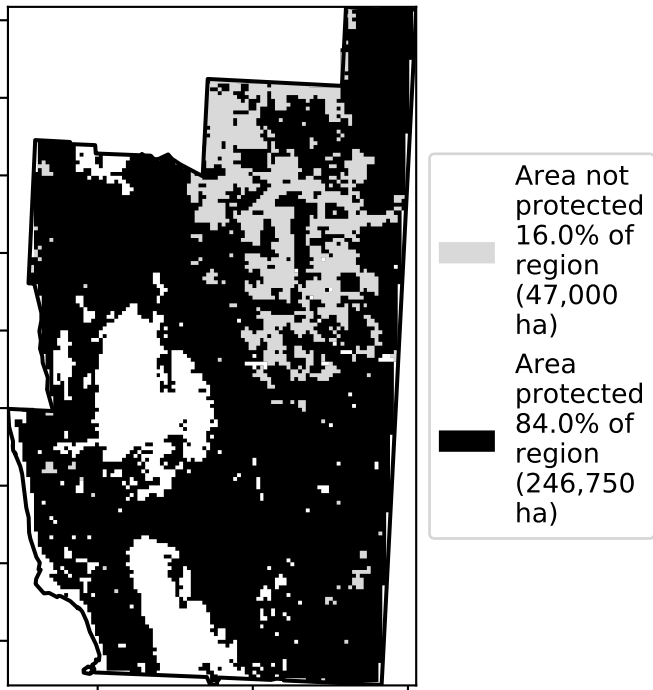 Area not
protected
16.0% of
region
(47,000
ha)
Area
protected
84.0% of
region
(246,750
ha)